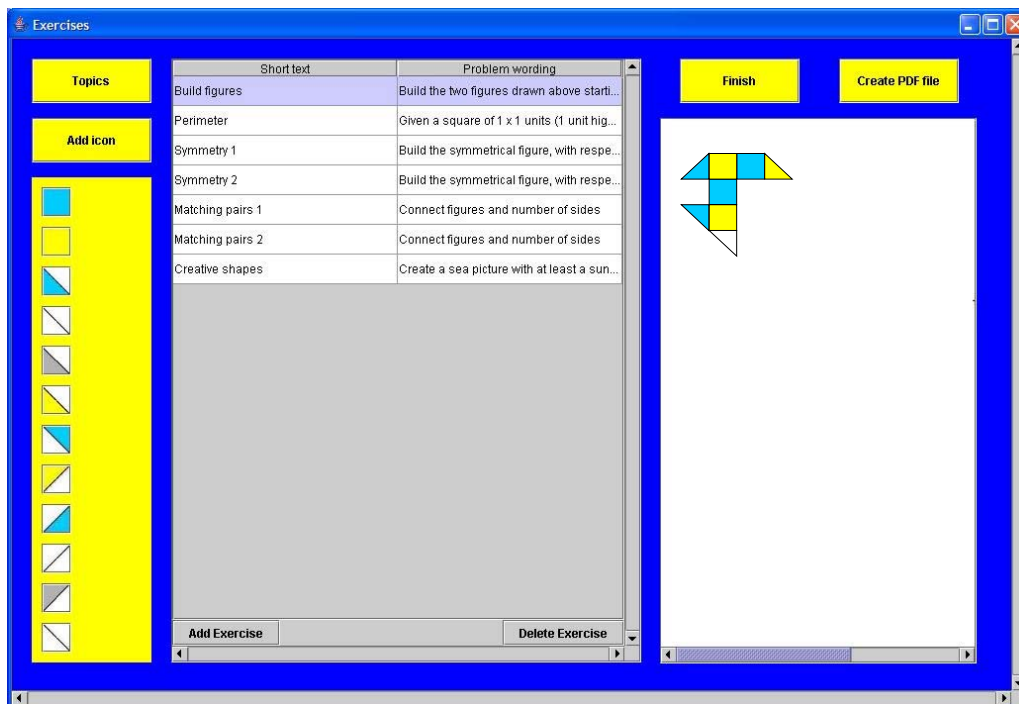 Exercises
Topics
Add icon
Short text Problem wording
Build figures Build the two figures drawn above starti...
Perimeter Given a square of 1 x 1 units (1 unit hig...
Symmetry 1 Build the symmetrical figure, with respe...
Symmetry 2 Build the symmetrical figure, with respe...
Matching pairs 1 Connect figures and number of sides
Matching pairs 2 Connect figures and number of sides
Creative shapes Create a sea picture with at least a sun...
Add Exercise Delete Exercise
Finish Create PDF file